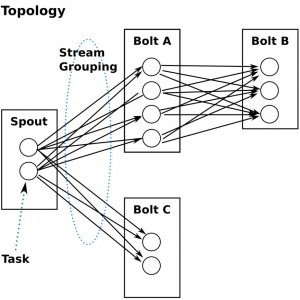 Topology
Stream
Grouping
Bolt A
Bolt B
Spout
Bolt C
Task